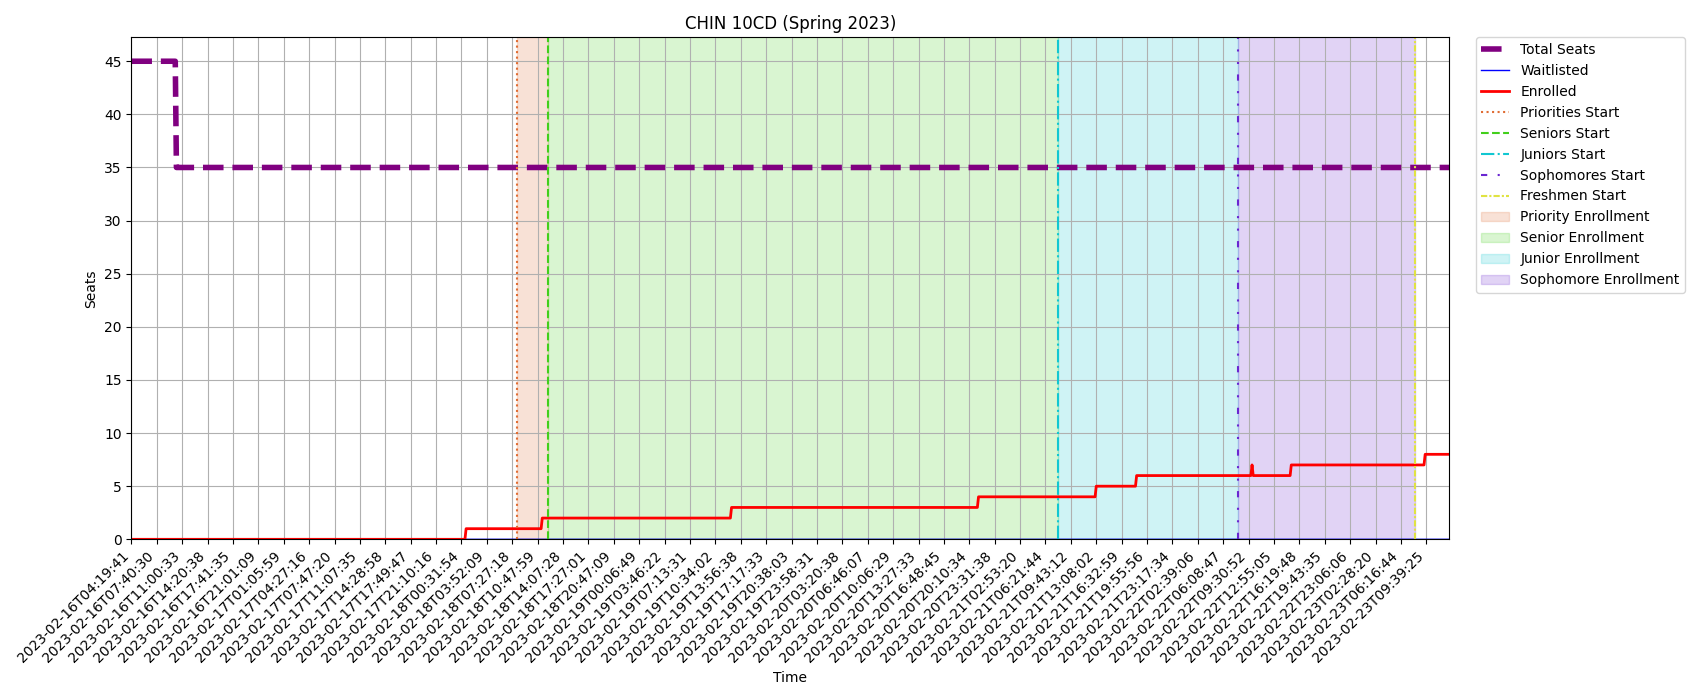 CHIN 10CD (Spring 2023)
Seats
45
40
35
30
25
20
15
10
5
0
2023-02-16T04:19:41
2023-02-16T07:40:30
2023-02-16T11:00:33
2023-02-16T14:20:38
2023-02-16T17:41:35
2023-02-16T21:01:09
2023-02-17T01:05:59
2023-02-17T04:27:16
2023-02-17T07:47:20
2023-02-17T11:07:35
2023-02-17T14:28:58
2023-02-17T17:49:47
2023-02-17T21:10:16
2023-02-18T00:31:54
2023-02-18T03:52:09
2023-02-18T07:27:18
2023-02-18T10:47:59
2023-02-18T14:07:28
2023-02-18T17:27:01
2023-02-18T20:47:09
2023-02-19T00:06:49
2023-02-19T03:46:22
2023-02-19T07:13:31
2023-02-19T10:34:02
2023-02-19T13:56:38
2023-02-19T17:17:33
2023-02-19T20:38:03
2023-02-19T23:58:31
2023-02-20T03:20:38
2023-02-20T06:46:07
2023-02-20T10:06:29
2023-02-20T13:27:33
2023-02-20T16:48:45
2023-02-20T20:10:34
2023-02-20T23:31:38
2023-02-21T02:53:20
2023-02-21T06:21:44
2023-02-21T09:43:12
2023-02-21T13:08:02
2023-02-21T16:32:59
2023-02-21T19:55:56
2023-02-21T23:17:34
2023-02-22T02:39:06
2023-02-22T06:08:47
2023-02-22T09:30:52
2023-02-22T12:55:05
2023-02-22T16:19:48
2023-02-22T19:43:35
2023-02-22T23:06:06
2023-02-23T02:28:20
2023-02-23T06:16:44
2023-02-23T09:39:25
Time
Total Seats
Waitlisted
Enrolled
Priorities Start
Seniors Start
Juniors Start
Sophomores Start
Freshmen Start
Priority Enrollment
Senior Enrollment
Junior Enrollment
Sophomore Enrollment